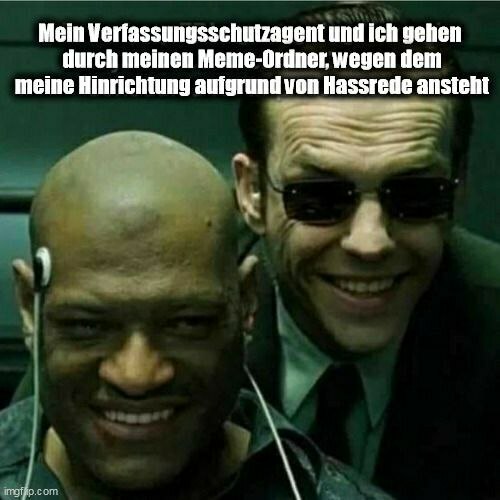 Mein Verfassungsschutzagent und ich gehen
durch meinen Meme-Ordner, wegen dem
meine Hinrichtung aufgrund von Hassrede ansteht
imgflip.com